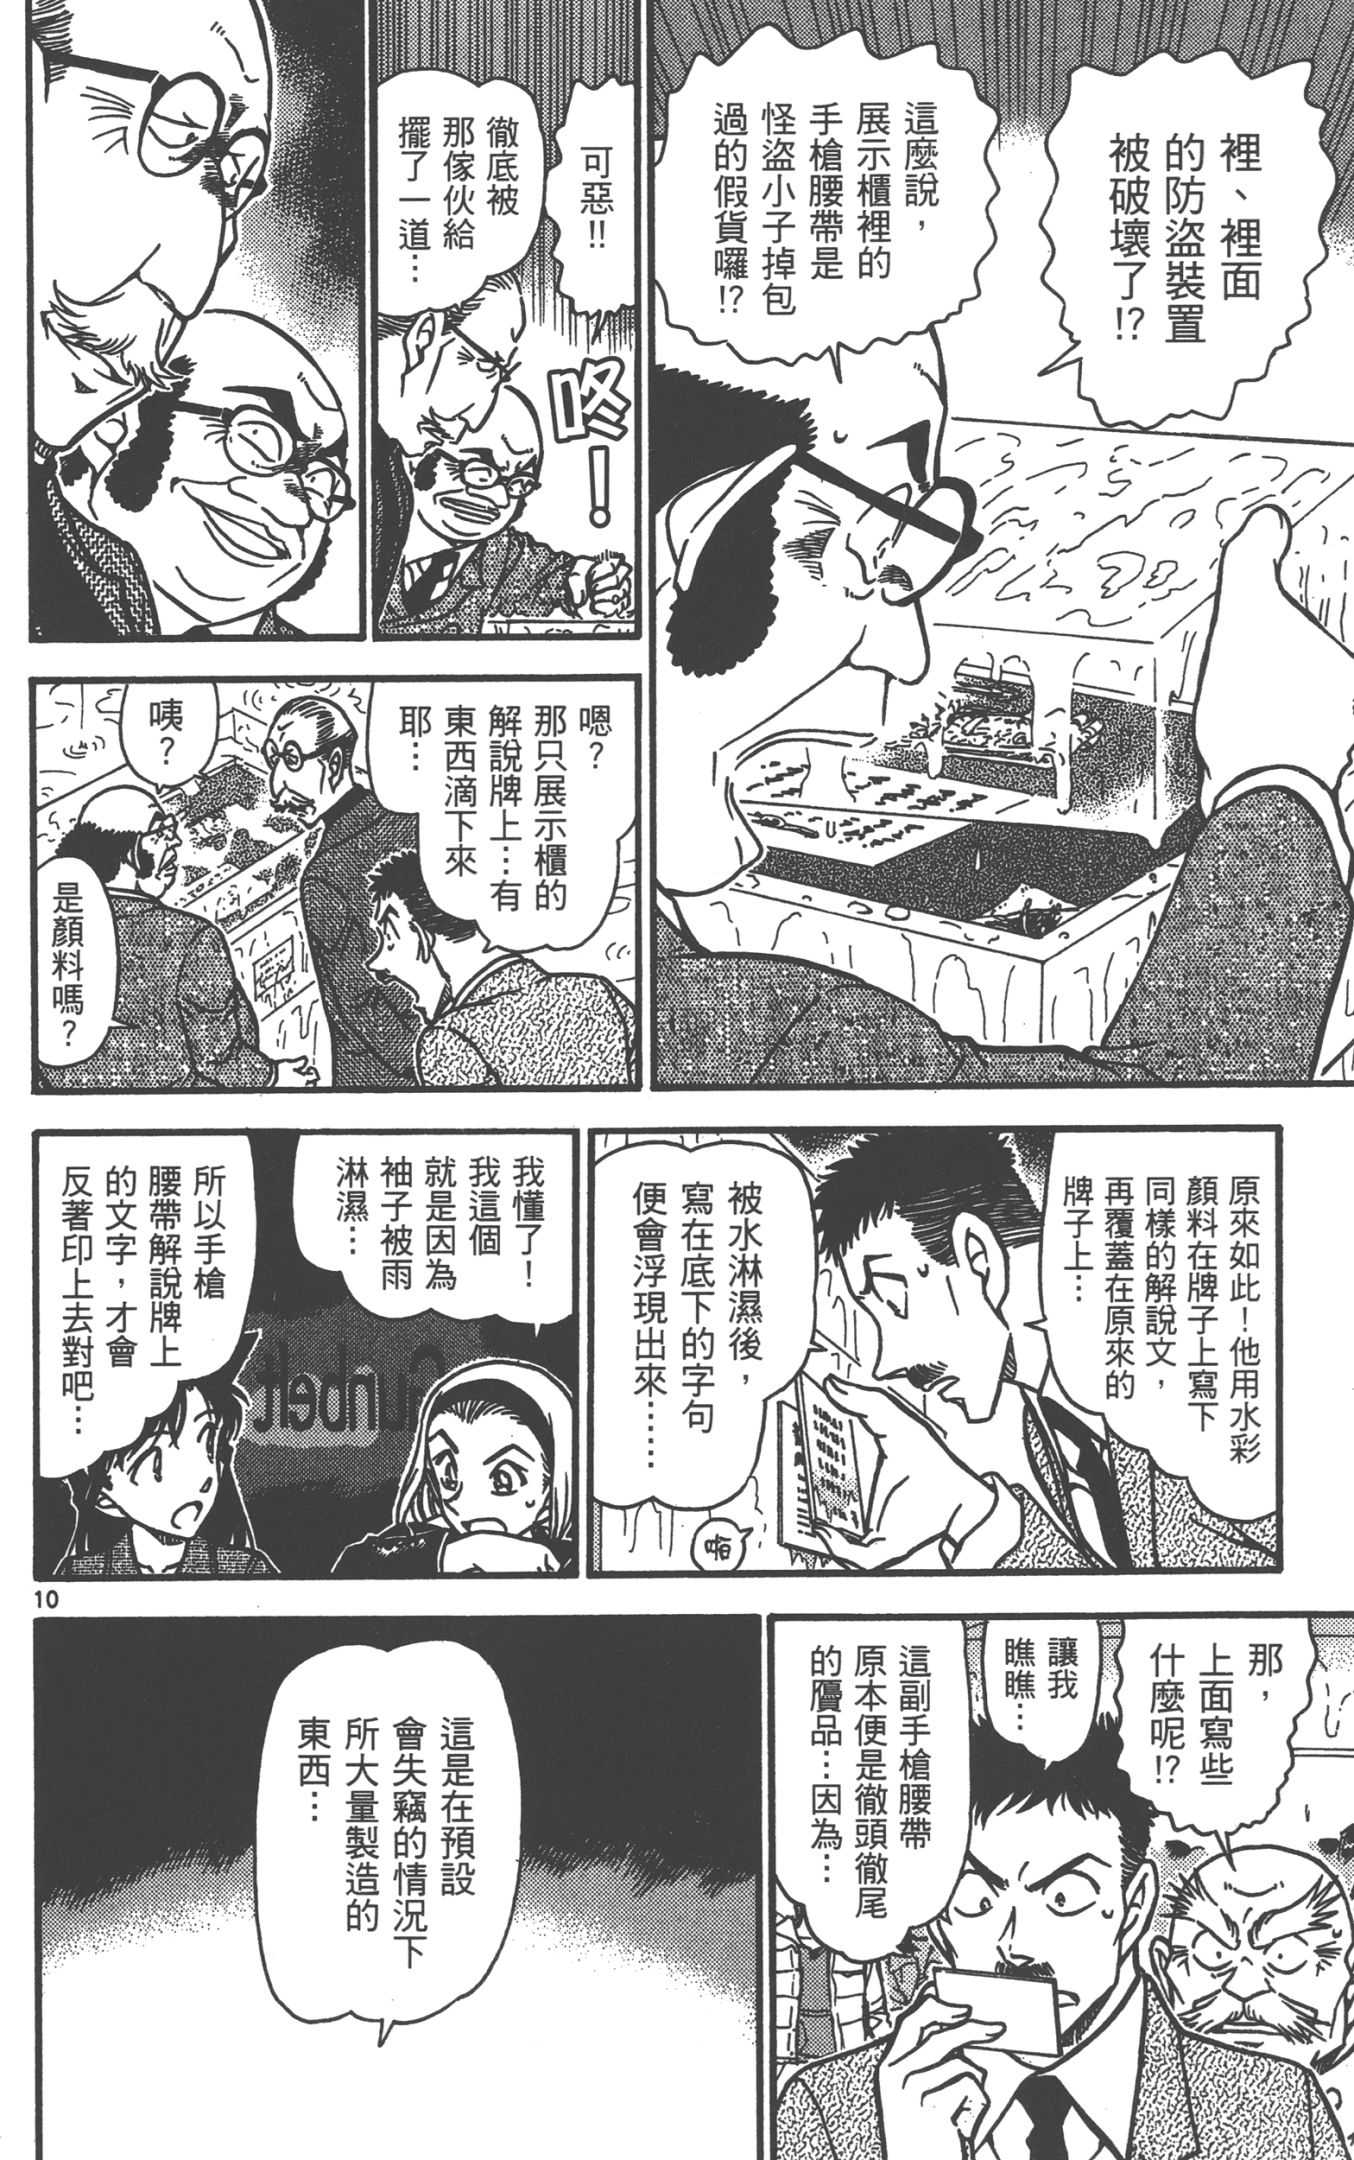 裡、裡面
的防盜裝置
被破壞了!?
這麼說，
展示櫃裡的
手槍腰帶是
怪盜小子掉包
過的假貨囉!?
可惡!!
徹底被
那傢伙給
擺了一道…
咚！
嗯？
那只展示櫃的
解說牌上…有
東西滴下來
耶…
咦？
是顏料嗎？
原來如此！他用水彩
顏料在牌子上寫下
同樣的解說文，
再覆蓋在原來的
牌子上…
被水淋濕後，
寫在底下的字句
便會浮現出來……
我懂了！
我這個
就是因為
袖子被雨
淋濕…
所以手槍
腰帶解說牌上
的文字，才會
反著印上去對吧…
Gunbelt
那，
上面寫些
什麼呢!?
讓我
瞧瞧…
這副手槍腰帶
原本便是徹頭徹尾
的贗品…因為…
這是在預設
會失竊的情況下
所大量製造的
東西…
10